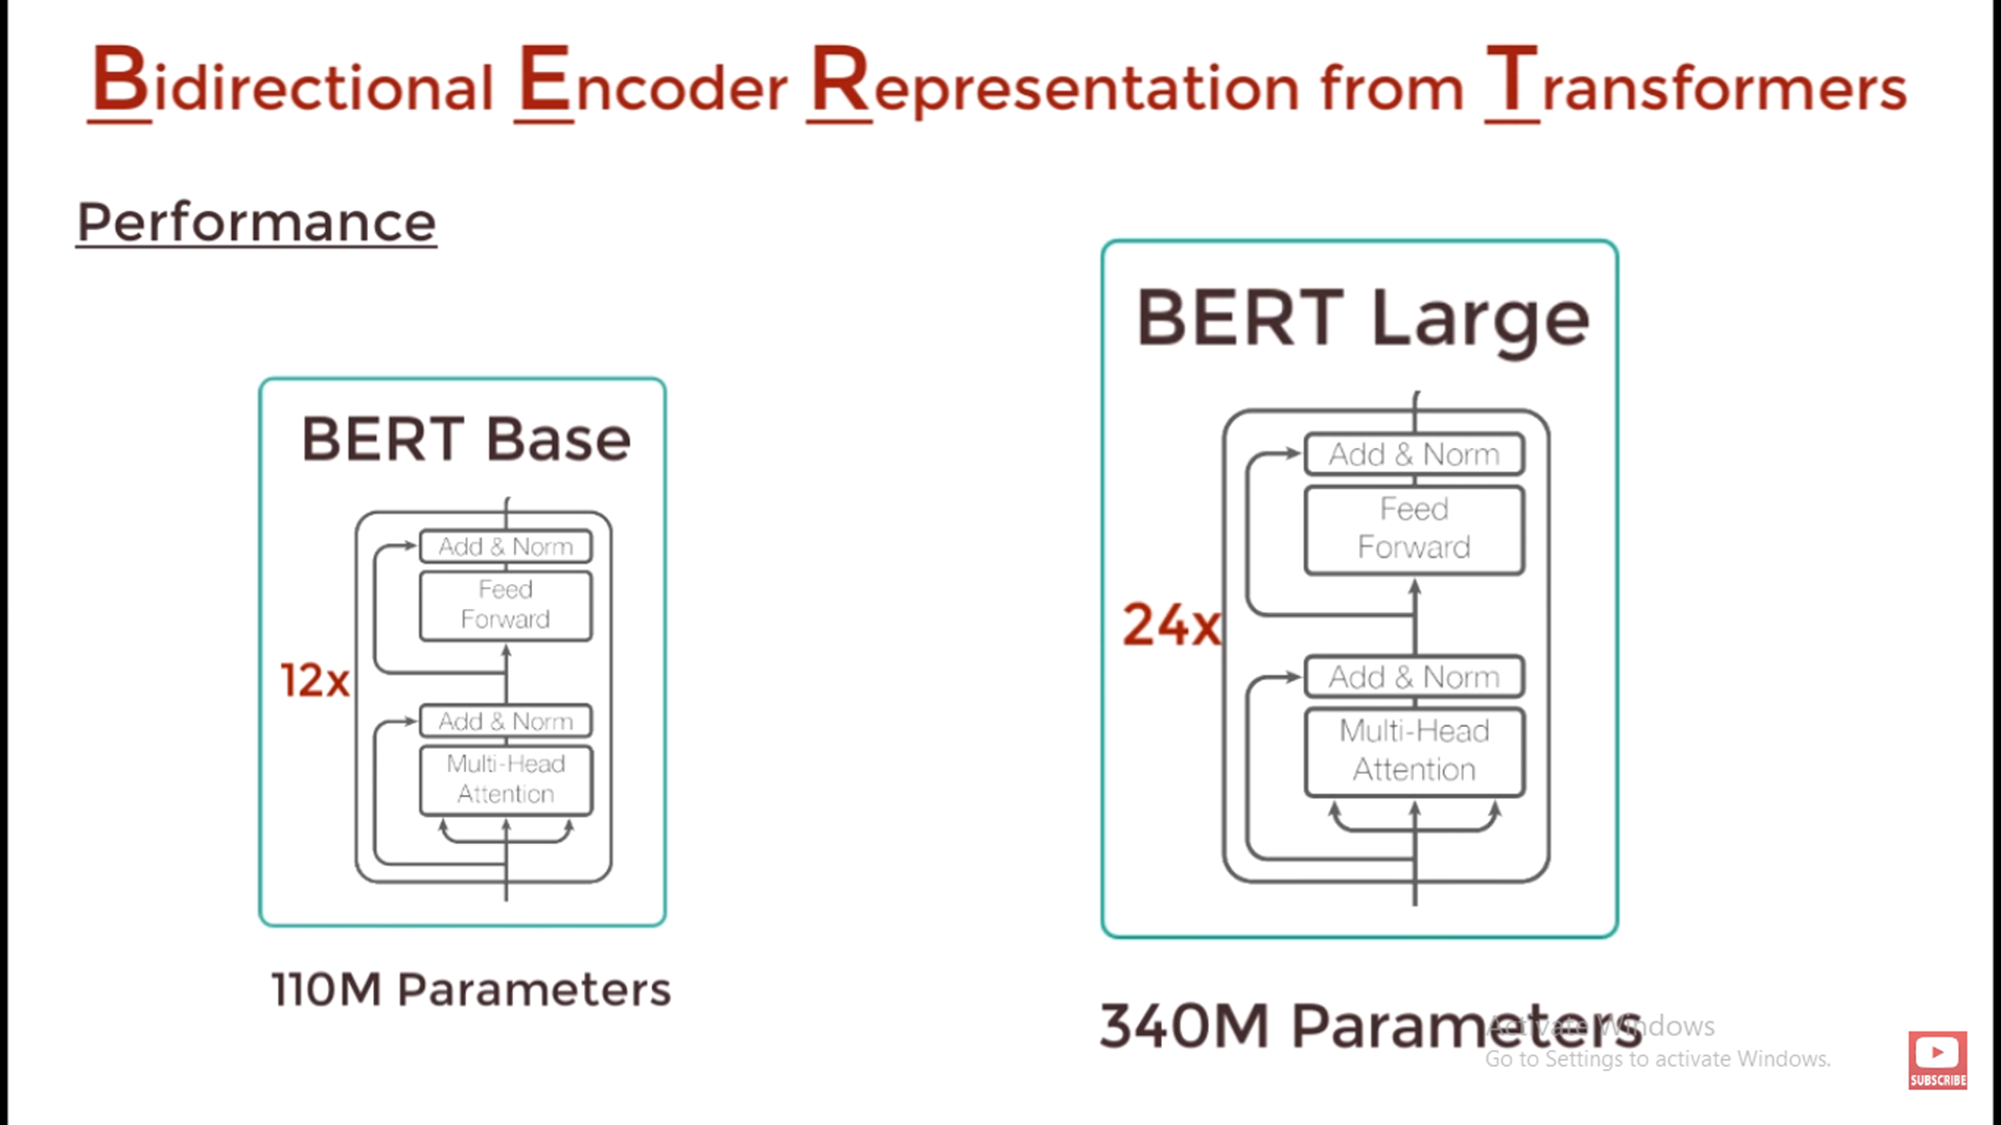 Bidirectional Encoder Representation from Transformers
Performance
BERT Base
Add & Norm
Feed
Forward
12x
Add & Norm
Multi-Head
Attention
110M Parameters
BERT Large
Add & Norm
Feed
Forward
24x
Add & Norm
Multi-Head
Attention
340M Parameters
Activate Windows
Go to Settings to activate Windows.
SUBSCRIBE